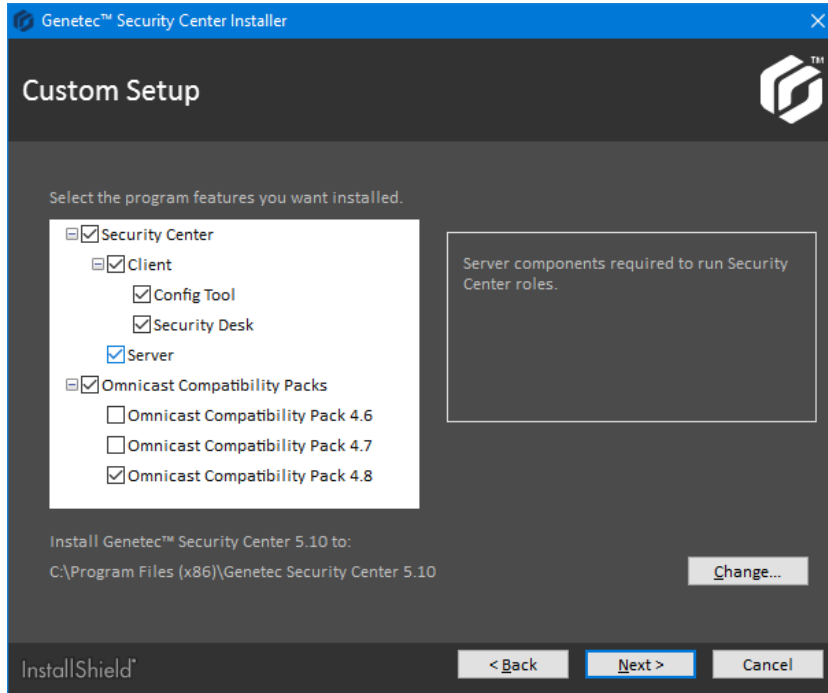 Genetec™ Security Center Installer
Custom Setup
TM
Select the program features you want installed.
Security Center
Client
Config Tool
Security Desk
Server
Omnicast Compatibility Packs
Omnicast Compatibility Pack 4.6
Omnicast Compatibility Pack 4.7
Omnicast Compatibility Pack 4.8
Server components required to run Security
Center roles.
Install Genetec™ Security Center 5.10 to:
C:\Program Files (x86)\Genetec Security Center 5.10
Change...
InstallShield®
< Back
Next >
Cancel